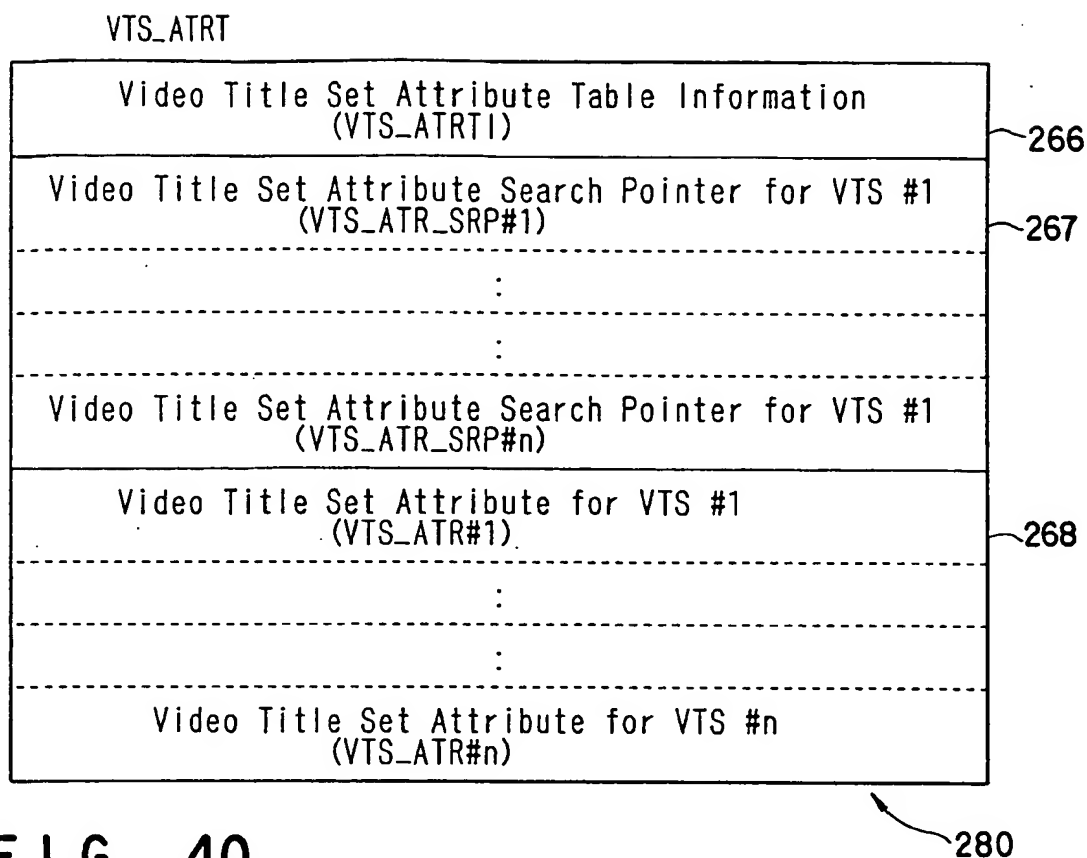 VTS_ATRT
Video Title Set Attribute Table Information
(VTS_ATRTI)
266
Video Title Set Attribute Search Pointer for VTS #1
(VTS_ATR_SRP#1)
267
:
:
Video Title Set Attribute Search Pointer for VTS #1
(VTS_ATR_SRP#n)
Video Title Set Attribute for VTS #1
(VTS_ATR#1)
268
:
:
Video Title Set Attribute for VTS #n
(VTS_ATR#n)
280
FIG. 40